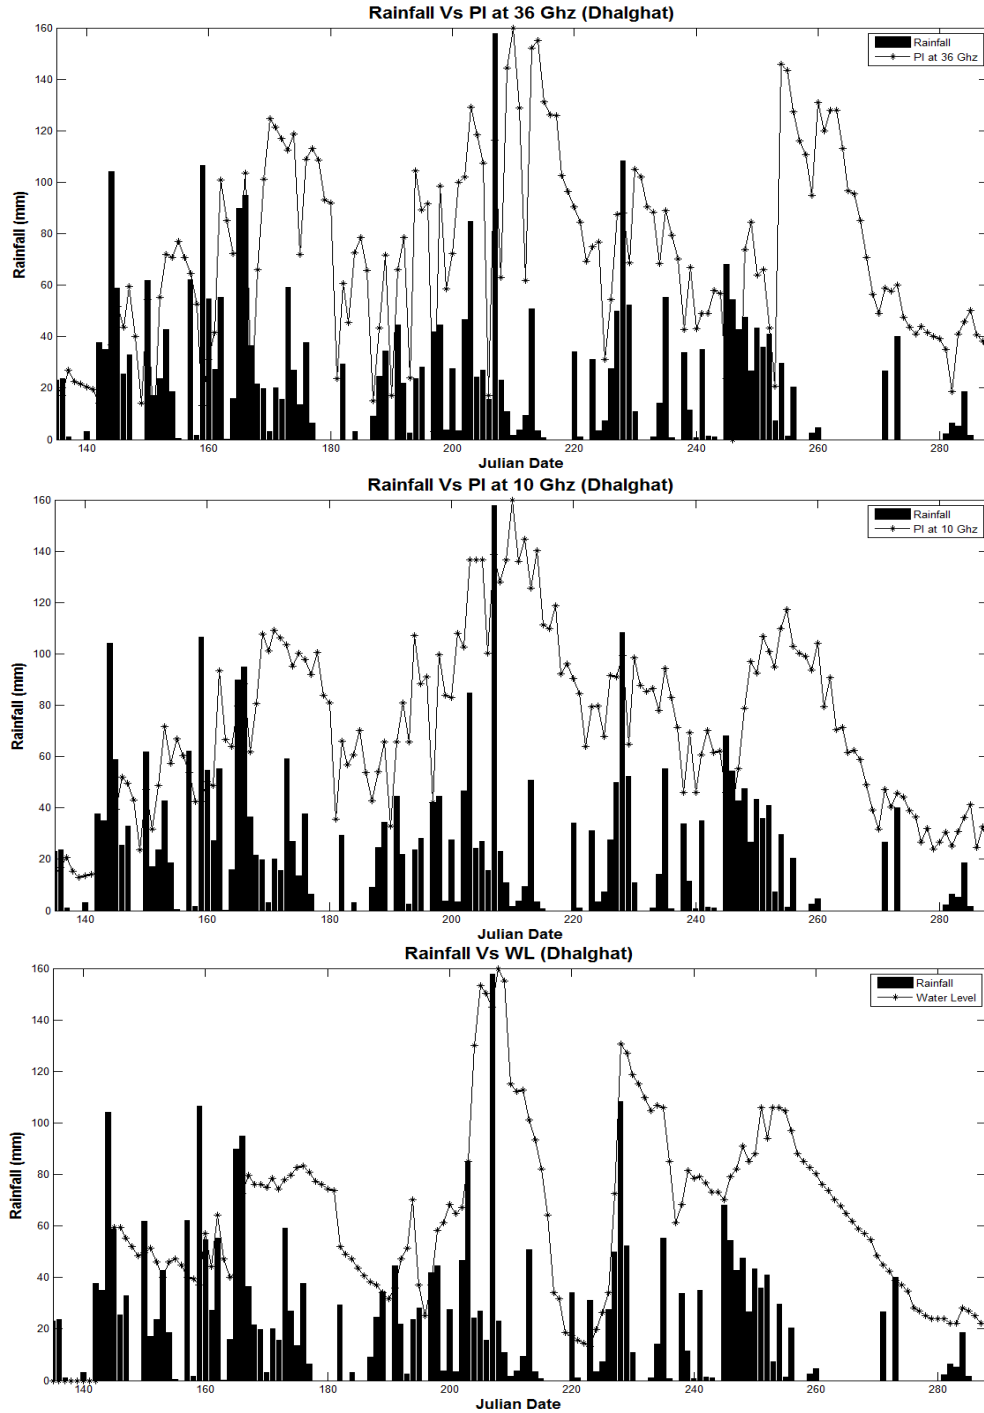 Rainfall Vs PI at 36 Ghz (Dhalghat)
160
140
120
100
80
60
40
20
0
Rainfall (mm)
Rainfall
PI at 36 Ghz
140 160 180 200 220 240 260 280
Julian Date
Rainfall Vs PI at 10 Ghz (Dhalghat)
160
140
120
100
80
60
40
20
0
Rainfall (mm)
Rainfall
PI at 10 Ghz
140 160 180 200 220 240 260 280
Julian Date
Rainfall Vs WL (Dhalghat)
160
140
120
100
80
60
40
20
0
Rainfall (mm)
Rainfall
Water Level
140 160 180 200 220 240 260 280
Julian Date